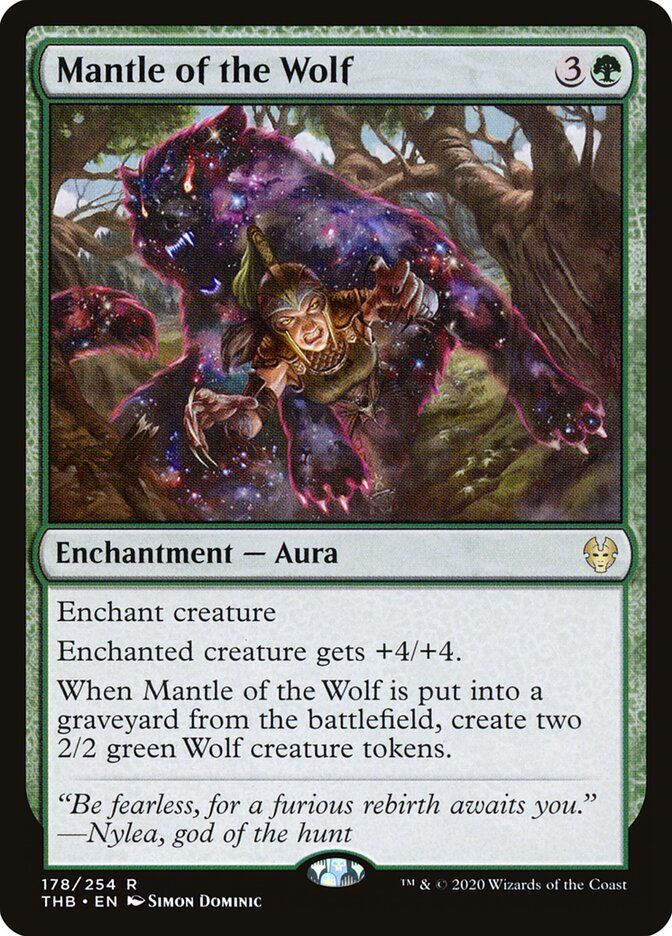 Mantle of the Wolf 3
Enchantment — Aura
Enchant creature
Enchanted creature gets +4/+4.
When Mantle of the Wolf is put into a
graveyard from the battlefield, create two
2/2 green Wolf creature tokens.
“Be fearless, for a furious rebirth awaits you.”
—Nylea, god of the hunt
178/254 R
THB • EN Simon Dominic
™ & © 2020 Wizards of the Coast